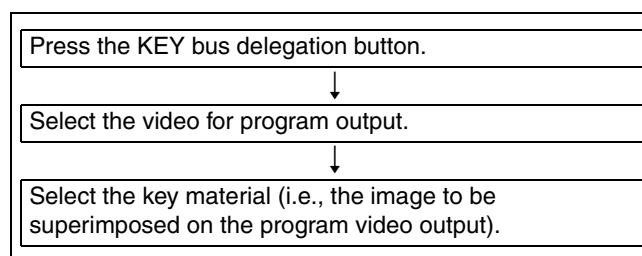 Press the KEY bus delegation button.
Select the video for program output.
Select the key material (i.e., the image to be
superimposed on the program video output).